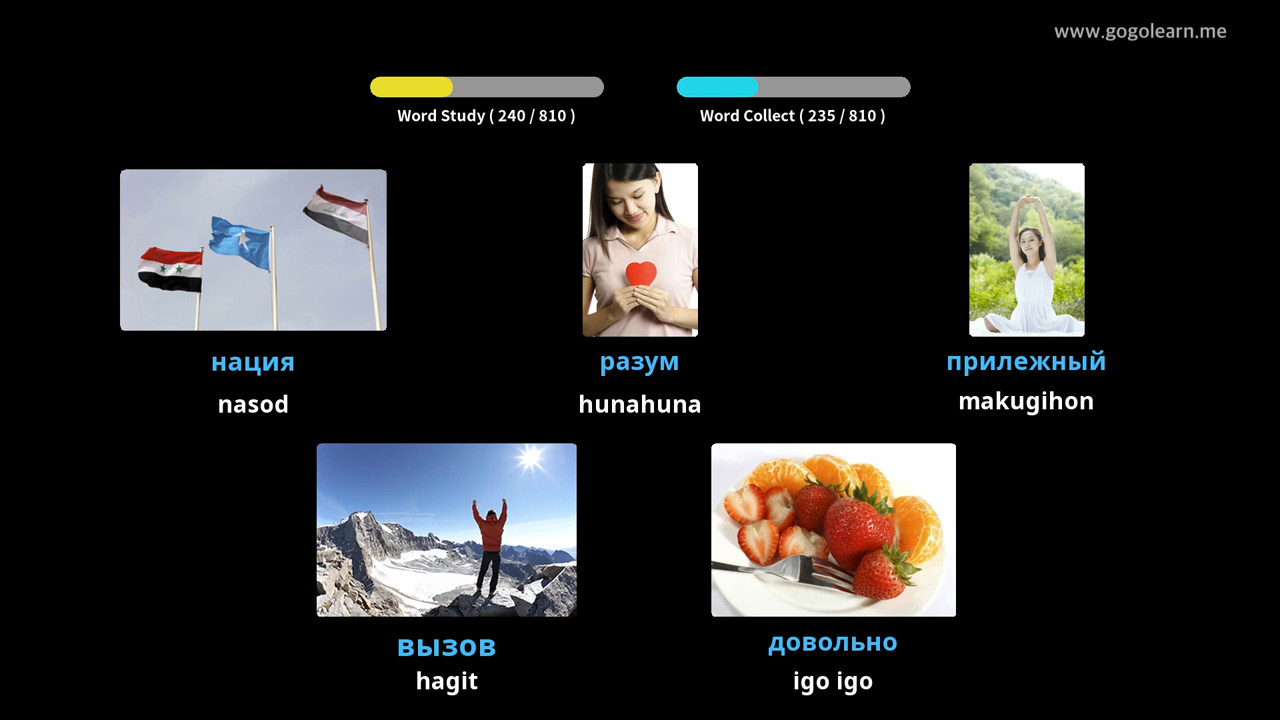 www.gogolearn.me
Word Study ( 240 / 810 )
Word Collect ( 235 / 810 )
нация
nasod
разум
hunahuna
прилежный
makugihon
вызов
hagit
довольно
igo igo